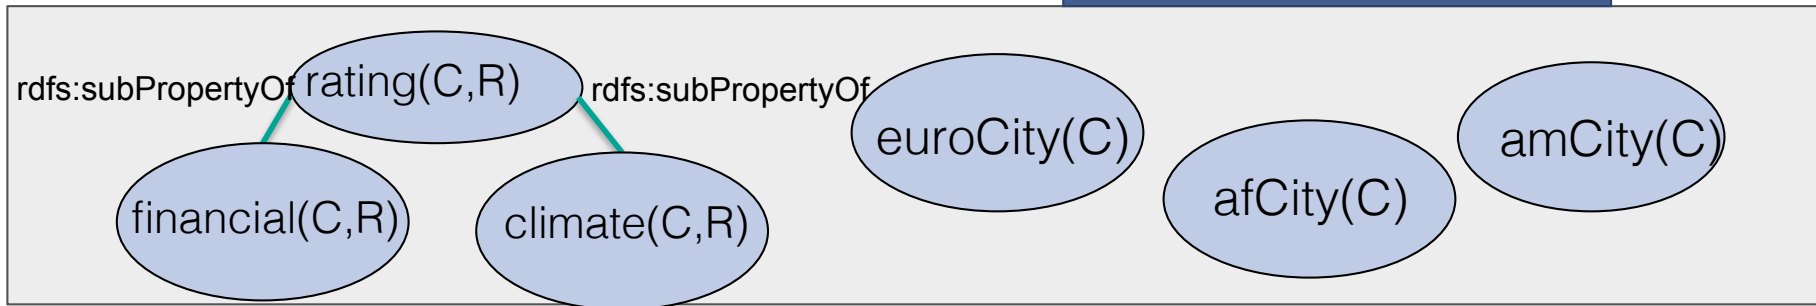 rdfs:subPropertyOf
rating(C,R)
rdfs:subPropertyOf
euroCity(C)
amCity(C)
afCity(C)
financial(C,R)
climate(C,R)